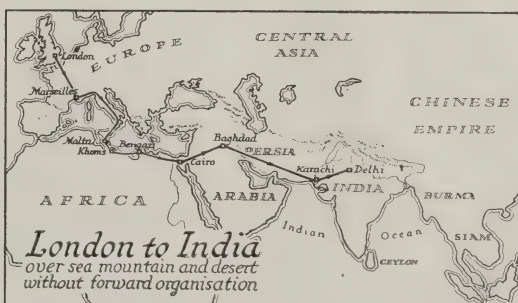 CENTRAL
ASIA
EUROPE
London
Marseilles
CHINESE
EMPIRE
Malta
Khoms
Bengazi
Cairo
Baghdad
PERSIA
Karachi
Delhi
INDIA
AFRICA
ARABIA
BURMA
Indian
Ocean
SIAM
CEYLON
London to India
over sea mountain and desert
without forward organisation